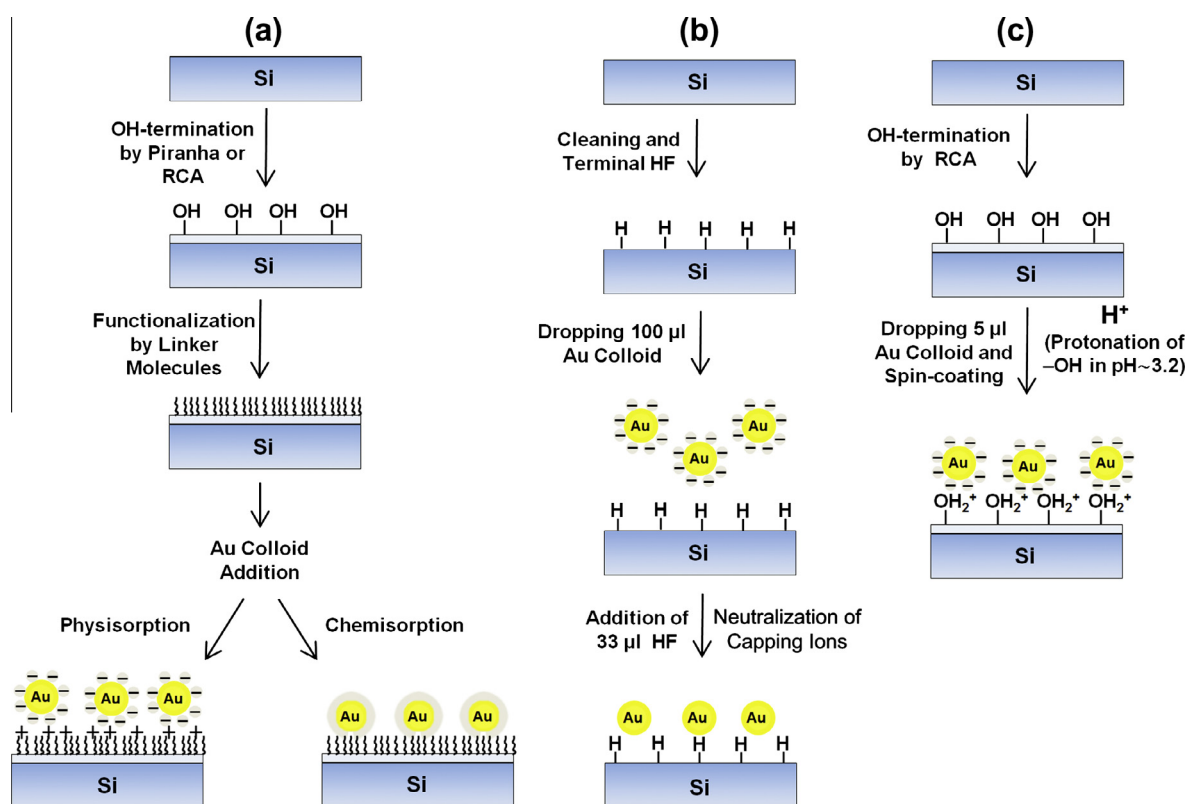 (a)
Si
OH-termination
by Piranha or
RCA
OH OH OH OH
Si
Functionalization
by Linker
Molecules
Si
Au Colloid
Addition
Physisorption
Chemisorption
Au Au Au
+ + + + + + +
Si
Au Au Au
Si
(b)
Si
Cleaning and
Terminal HF
H H H H H
Si
Dropping 100 µl
Au Colloid
Au Au Au
H H H H H
Si
Addition of
33 µl HF
Neutralization of
Capping Ions
Au Au Au
H H H H H
Si
(c)
Si
OH-termination
by RCA
OH OH OH OH
Si
Dropping 5 µl
Au Colloid and
Spin-coating
H⁺
(Protonation of
–OH in pH~3.2)
Au Au Au
OH₂⁺ OH₂⁺ OH₂⁺ OH₂⁺
Si